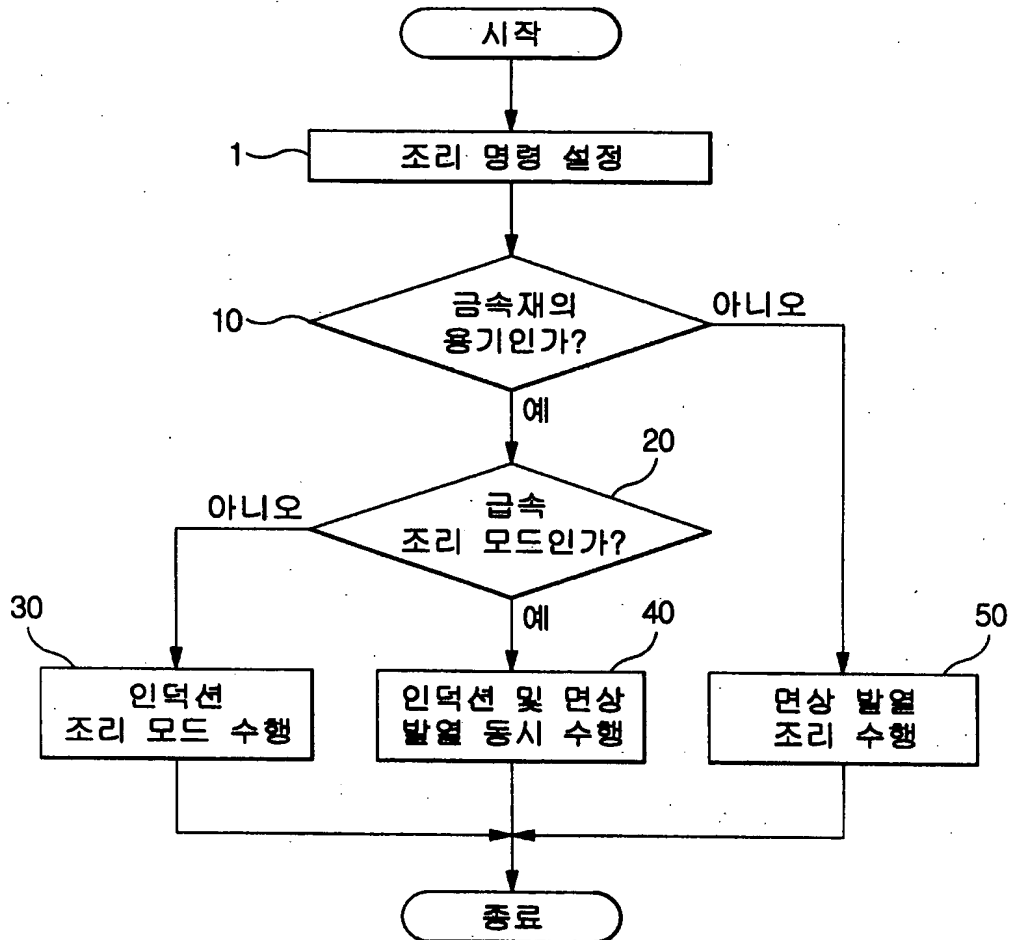 시작
1
조리 명령 설정
10
금속재의
용기인가?
아니오
예
20
급속
조리 모드인가?
아니오
예
30
인덕션
조리 모드 수행
40
인덕션 및 면상
발열 동시 수행
50
면상 발열
조리 수행
종료